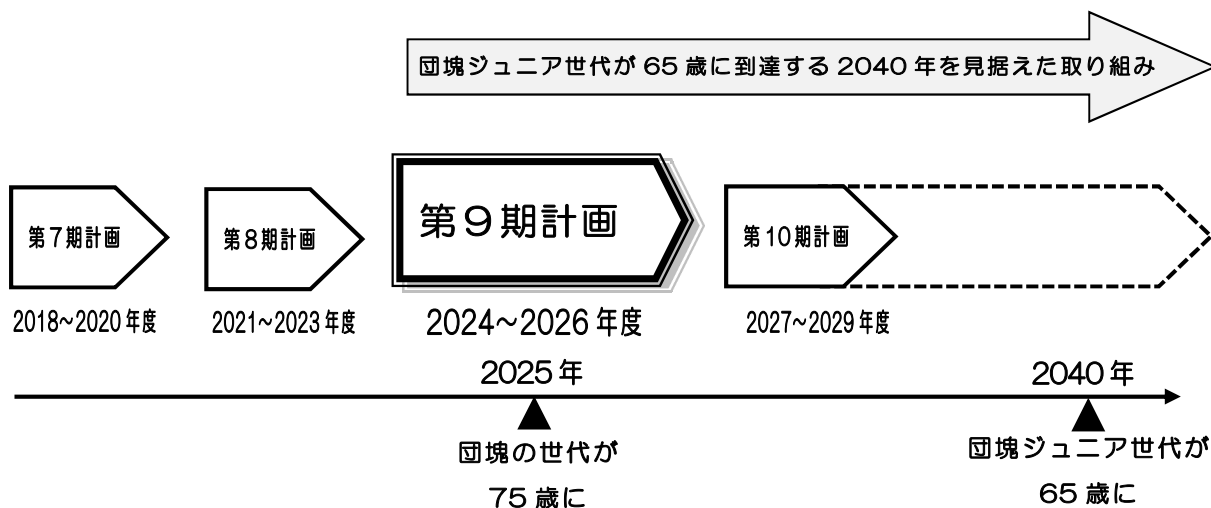 団塊ジュニア世代が 65 歳に到達する 2040 年を見据えた取り組み
第7期計画
第8期計画
第９期計画
第10期計画
2018~2020 年度
2021~2023 年度
2024~2026 年度
2027~2029 年度
2025 年
2040 年
団塊の世代が
75 歳に
団塊ジュニア世代が
65 歳に